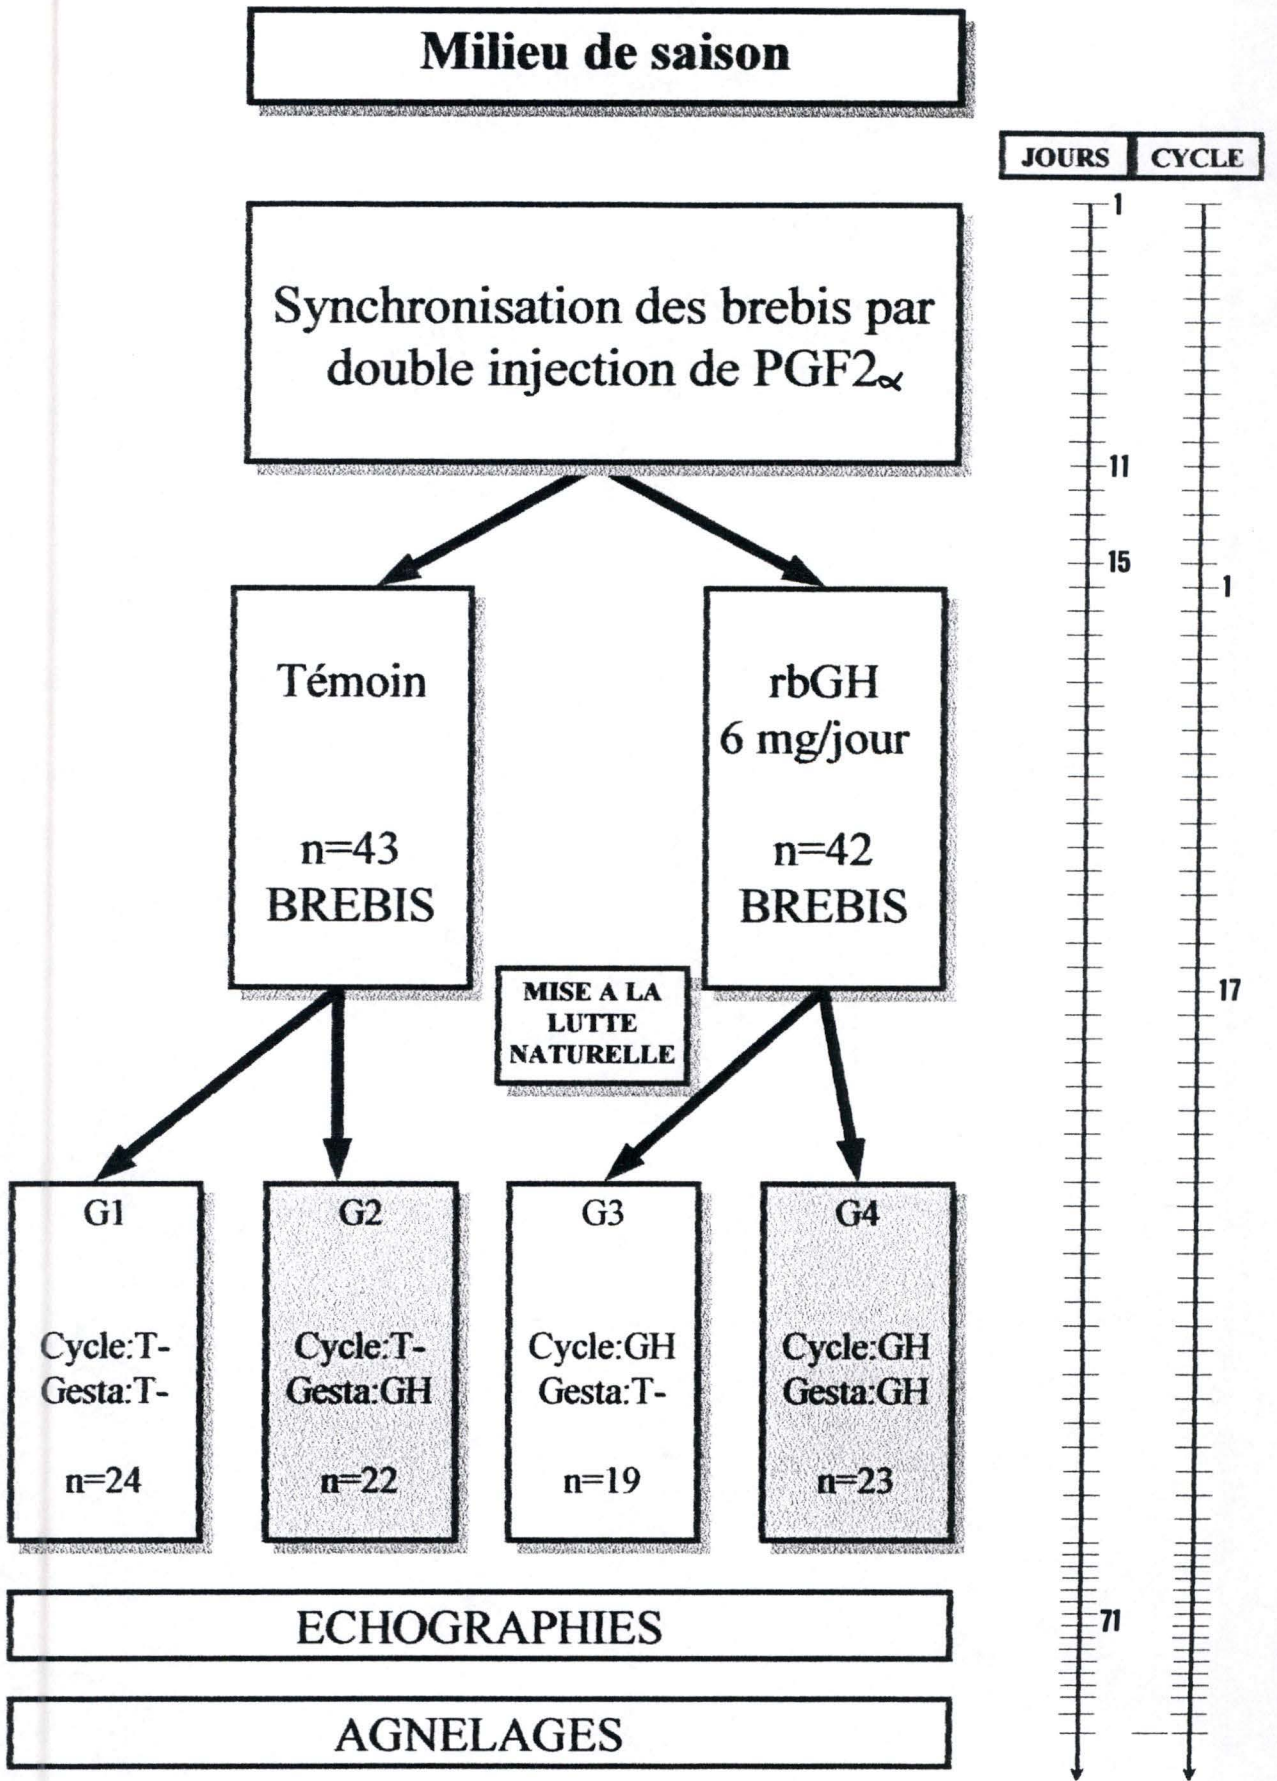 Milieu de saison
JOURS CYCLE
1
Synchronisation des brebis par
double injection de PGF2α
11
15
1
Témoin
n=43
BREBIS
rbGH
6 mg/jour
n=42
BREBIS
MISE A LA
LUTTE
NATURELLE
17
G1
Cycle:T-
Gesta:T-
n=24
G2
Cycle:T-
Gesta:GH
n=22
G3
Cycle:GH
Gesta:T-
n=19
G4
Cycle:GH
Gesta:GH
n=23
ECHOGRAPHIES
71
AGNELAGES